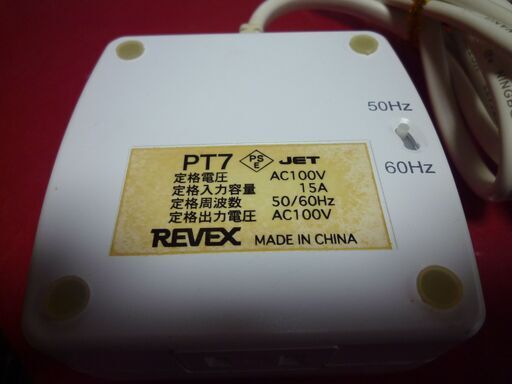 50Hz
60Hz
PT7 PSE JET
定格電圧 AC100V
定格入力容量 15A
定格周波数 50/60Hz
定格出力電圧 AC100V
REVEX MADE IN CHINA